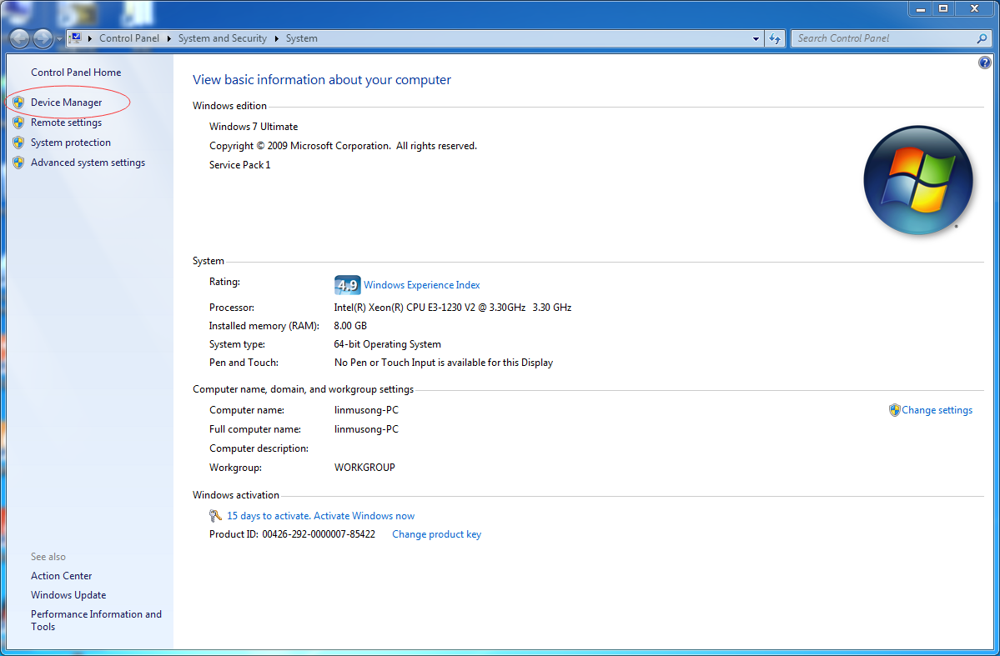 Control Panel ▸ System and Security ▸ System
Search Control Panel
Control Panel Home
Device Manager
Remote settings
System protection
Advanced system settings
See also
Action Center
Windows Update
Performance Information and
Tools
View basic information about your computer
Windows edition
Windows 7 Ultimate
Copyright © 2009 Microsoft Corporation. All rights reserved.
Service Pack 1
System
Rating:
4.9 Windows Experience Index
Processor: Intel(R) Xeon(R) CPU E3-1230 V2 @ 3.30GHz 3.30 GHz
Installed memory (RAM): 8.00 GB
System type: 64-bit Operating System
Pen and Touch: No Pen or Touch Input is available for this Display
Computer name, domain, and workgroup settings
Computer name: linmusong-PC
Change settings
Full computer name: linmusong-PC
Computer description:
Workgroup: WORKGROUP
Windows activation
15 days to activate. Activate Windows now
Product ID: 00426-292-0000007-85422 Change product key